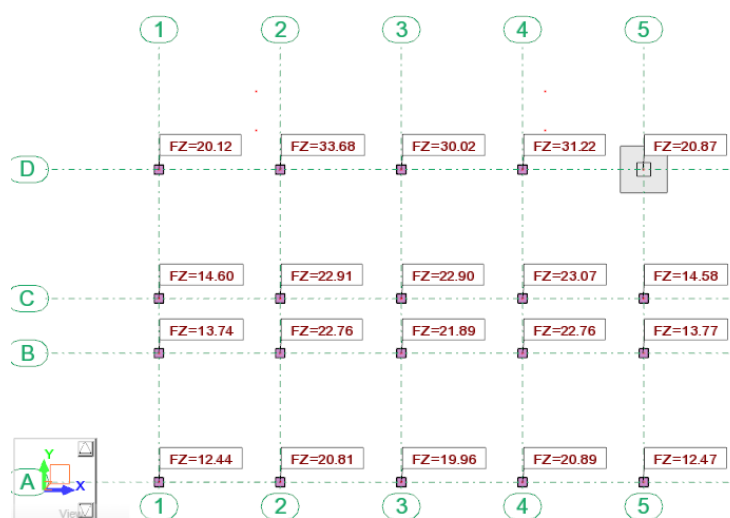 1 2 3 4 5
FZ=20.12 FZ=33.68 FZ=30.02 FZ=31.22 FZ=20.87
D
FZ=14.60 FZ=22.91 FZ=22.90 FZ=23.07 FZ=14.58
C
FZ=13.74 FZ=22.76 FZ=21.89 FZ=22.76 FZ=13.77
B
Y
FZ=12.44 FZ=20.81 FZ=19.96 FZ=20.89 FZ=12.47
A X
1 2 3 4 5